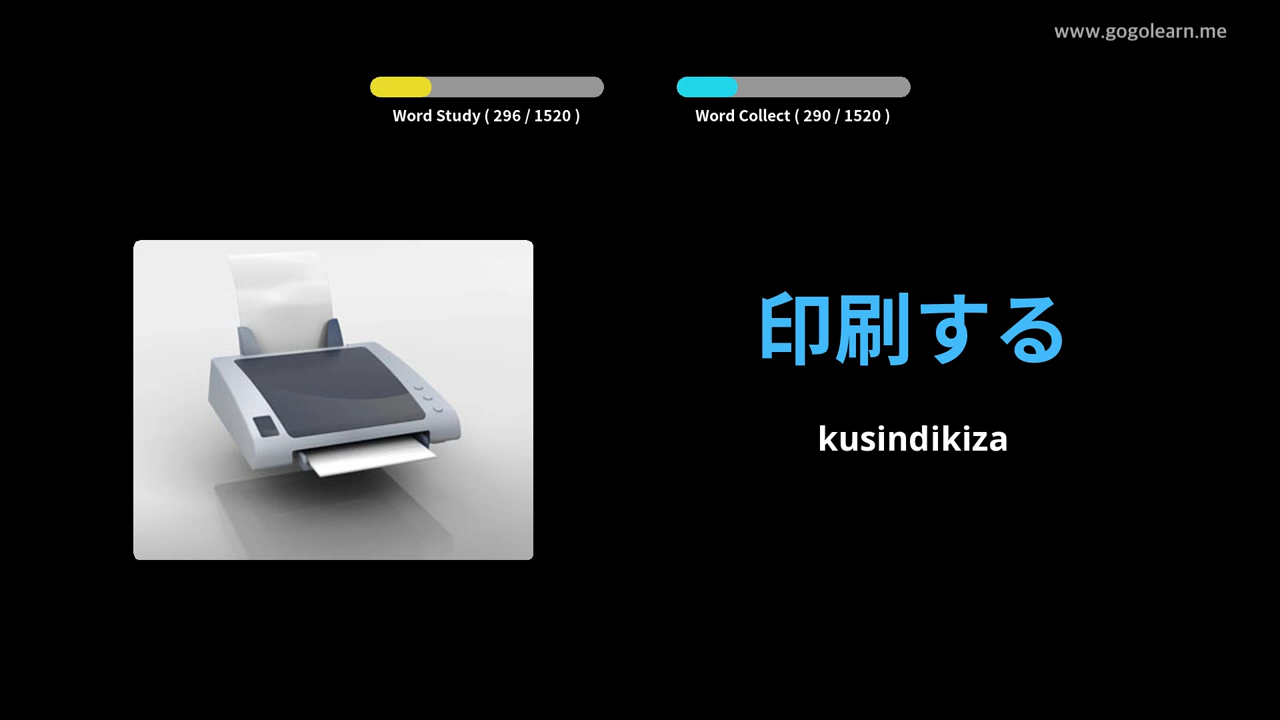 www.gogolearn.me
Word Study ( 296 / 1520 )
Word Collect ( 290 / 1520 )
印刷する
kusindikiza